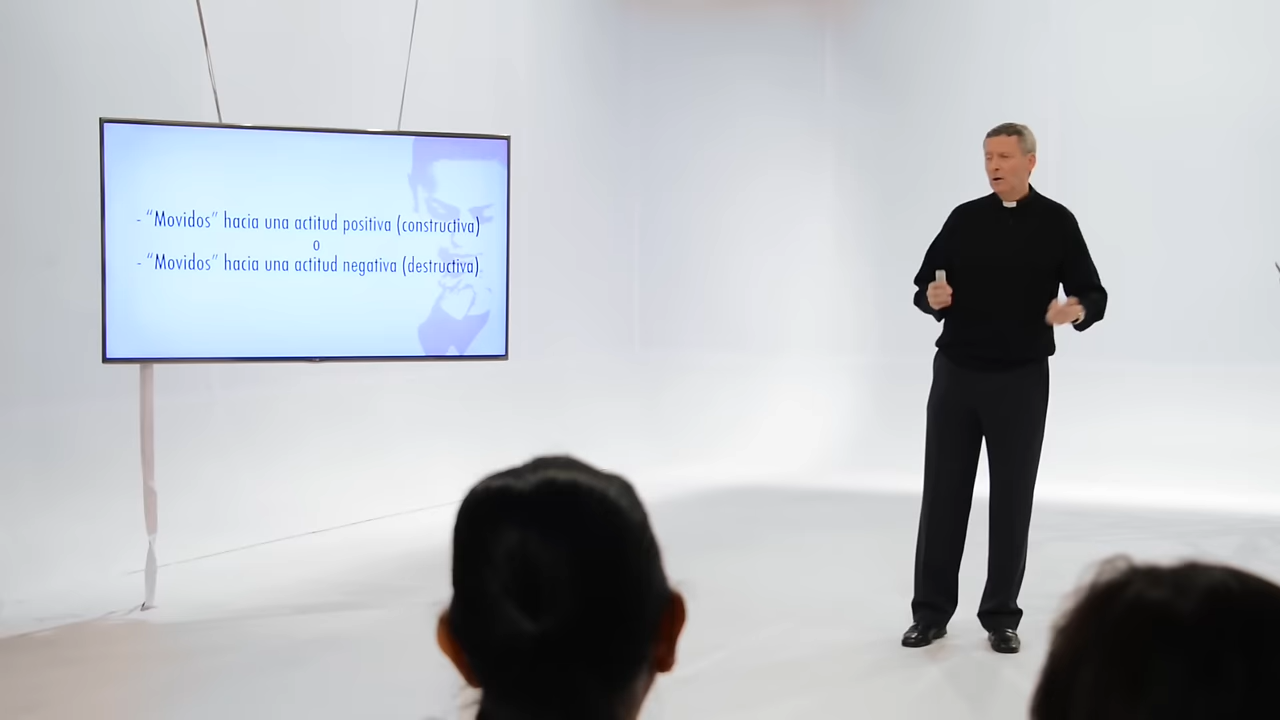 - “Movidos” hacia una actitud positiva (constructiva)
o
- “Movidos” hacia una actitud negativa (destructiva)